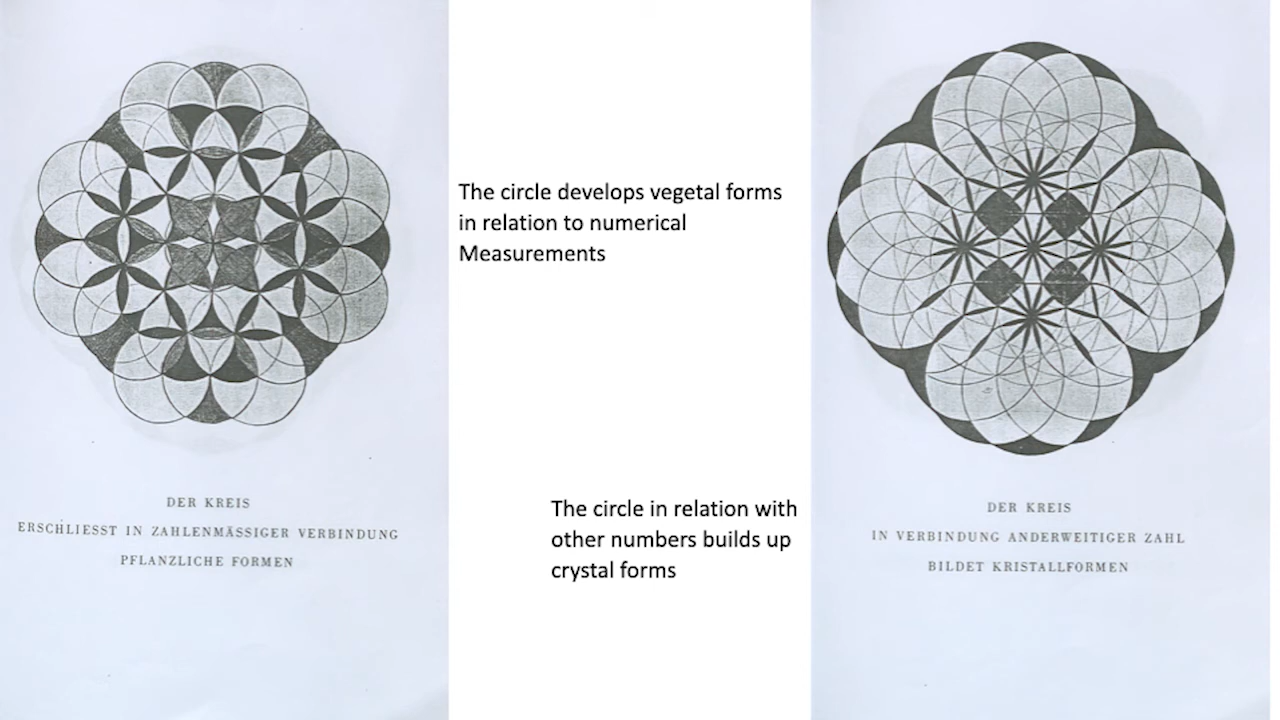 The circle develops vegetal forms
in relation to numerical
Measurements
DER KREIS
ERSCHLIESST IN ZAHLENMÄSSIGER VERBINDUNG
PFLANZLICHE FORMEN
The circle in relation with
other numbers builds up
crystal forms
DER KREIS
IN VERBINDUNG ANDERWEITIGER ZAHL
BILDET KRISTALLFORMEN